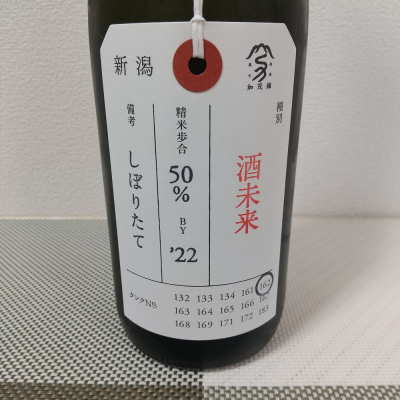 新潟
加茂錦
種別
酒未来
精米歩合
50%
BY
'22
備考
しぼりたて
タンクNo.
132 133 134 161 162
163 164 165 166 167
168 169 171 172 183